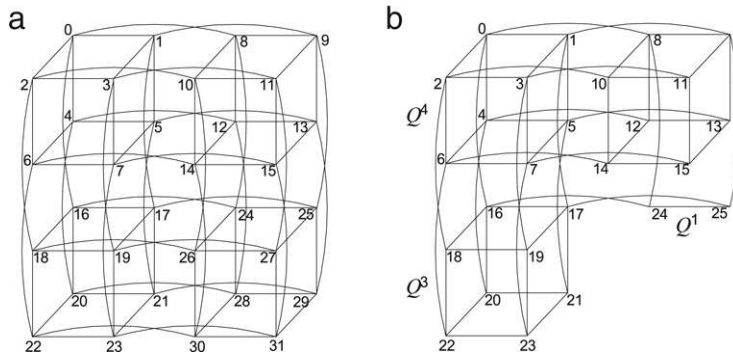 a
0 1 8 9
2 3 10 11
4 5 12 13
6 7 14 15
16 17 24 25
18 19 26 27
20 21 28 29
22 23 30 31
b
0 1 8
2 3 10 11
Q⁴ 4 5 12 13
6 7 14 15
16 17 24 25
Q¹
18 19
Q³ 20 21
22 23